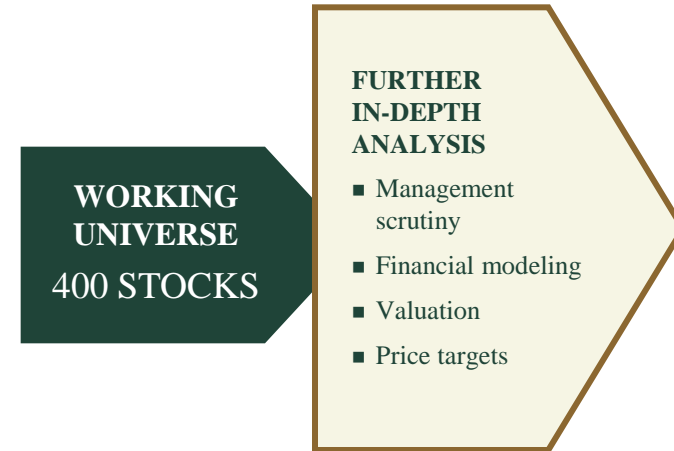 WORKING
UNIVERSE
400 STOCKS
FURTHER
IN-DEPTH
ANALYSIS
■ Management
scrutiny
■ Financial modeling
■ Valuation
■ Price targets